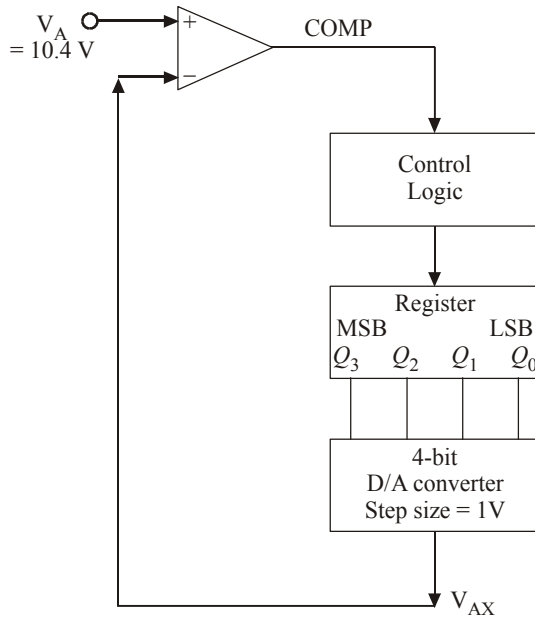 V_A
= 10.4 V
+
−
COMP
Control
Logic
Register
MSB LSB
Q_3 Q_2 Q_1 Q_0
4-bit
D/A converter
Step size = 1V
V_AX